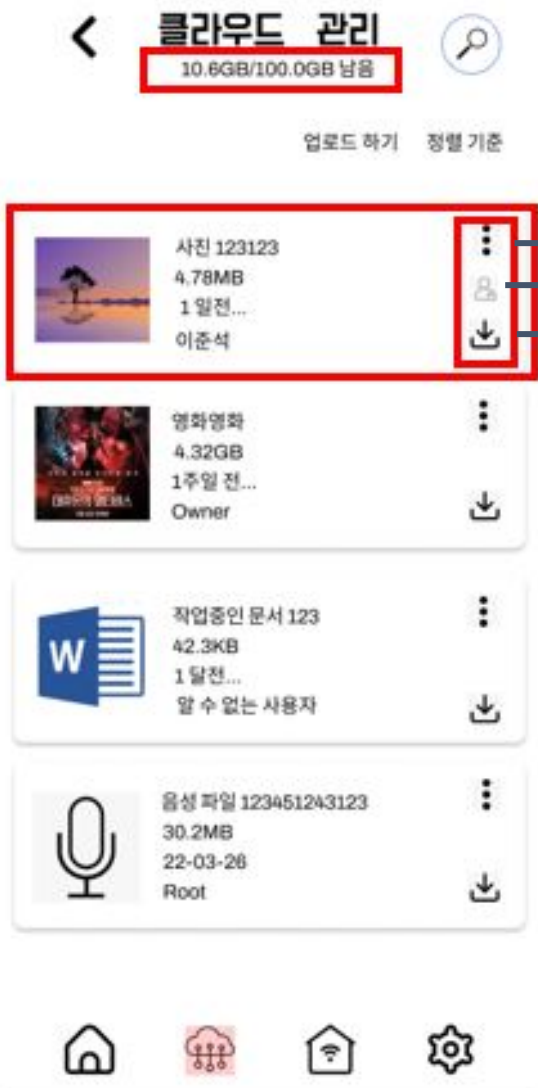 클라우드 관리
10.6GB/100.0GB 남음
업로드 하기 정렬 기준
사진 123123
4.78MB
1 일전...
이준석
영화영화
4.32GB
1주일 전...
Owner
W
작업중인 문서 123
42.3KB
1 달전...
알 수 없는 사용자
음성 파일 123451243123
30.2MB
22-03-26
Root